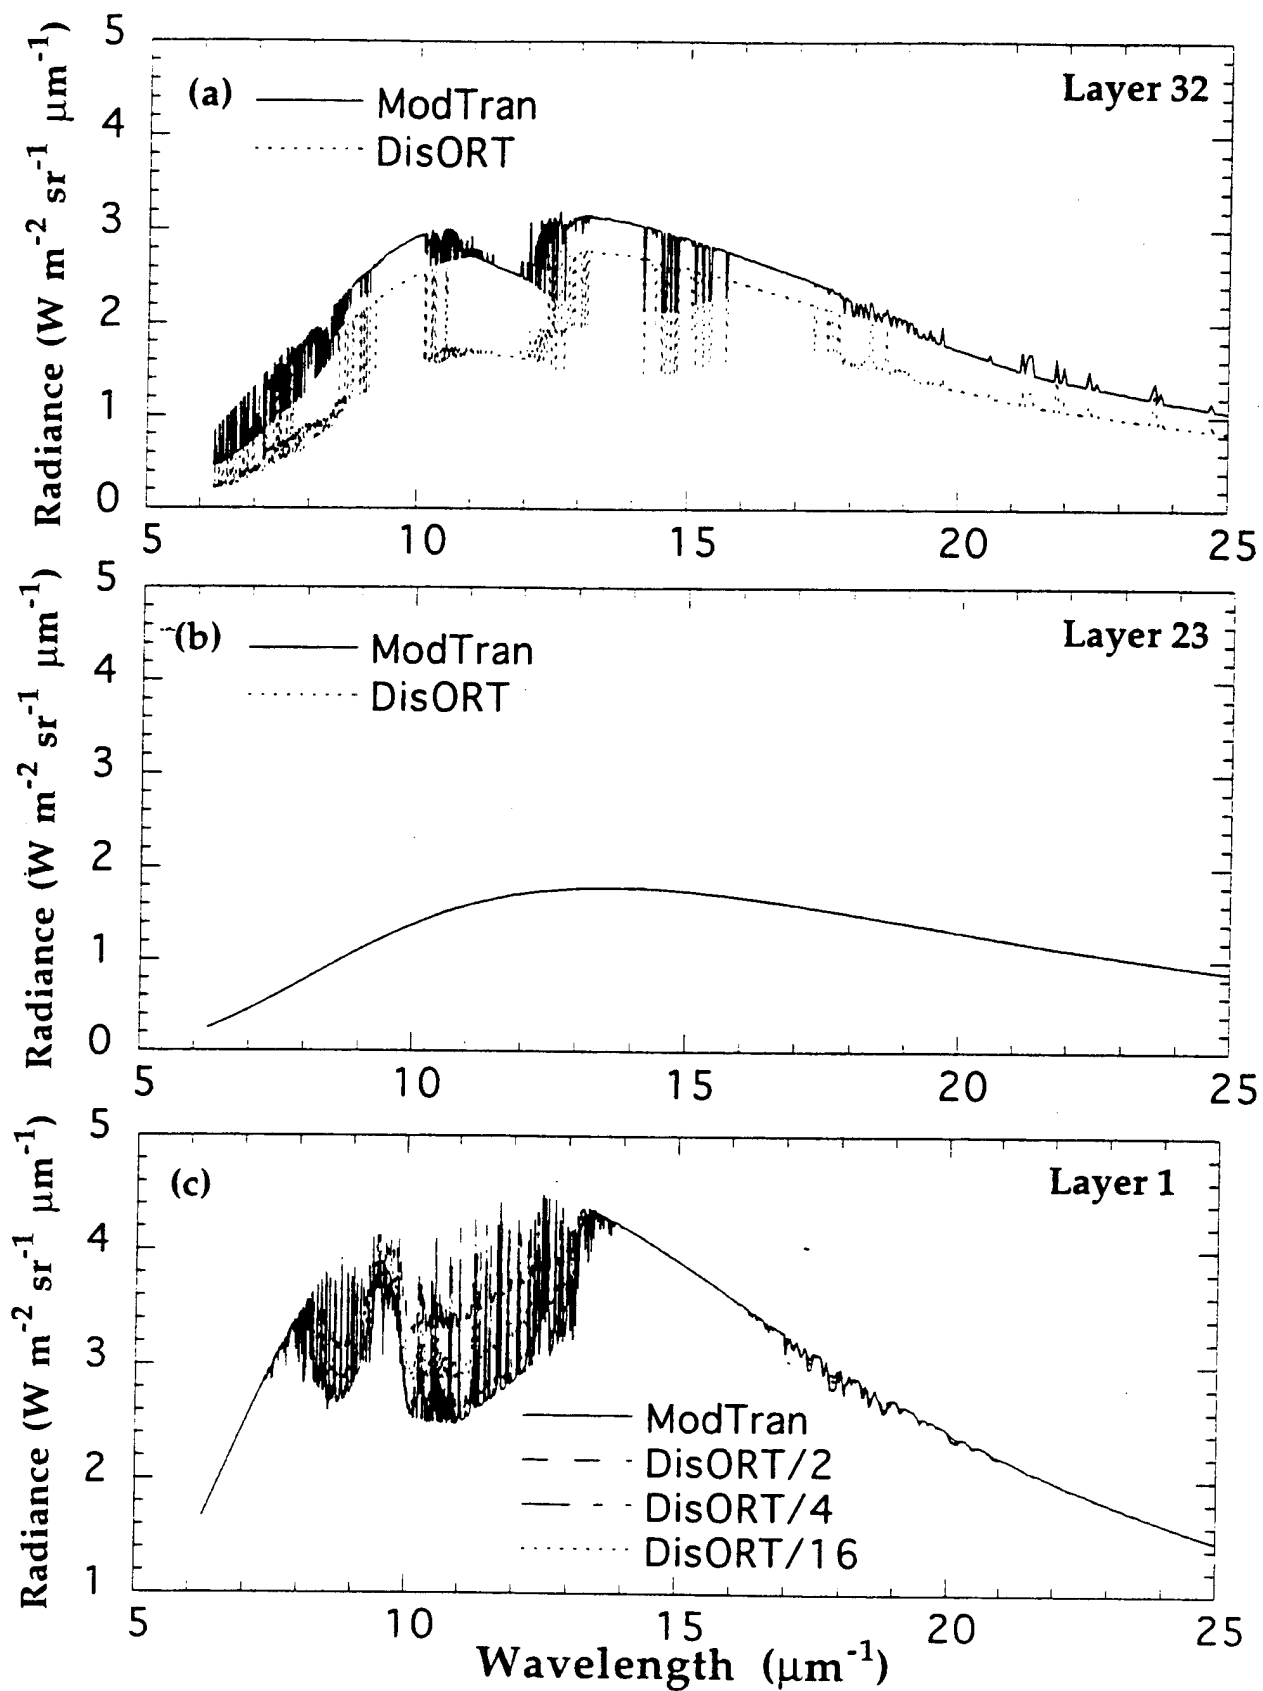 5
(a)
ModTran
Layer 32
4
DisORT
3
2
1
0
Radiance (W m⁻² sr⁻¹ μm⁻¹)
5
10
15
20
25
5
(b)
ModTran
Layer 23
4
DisORT
3
2
1
0
Radiance (W m⁻² sr⁻¹ μm⁻¹)
5
10
15
20
25
5
(c)
Layer 1
4
3
ModTran
DisORT/2
2
DisORT/4
DisORT/16
1
Radiance (W m⁻² sr⁻¹ μm⁻¹)
5
10
15
20
25
Wavelength (μm⁻¹)